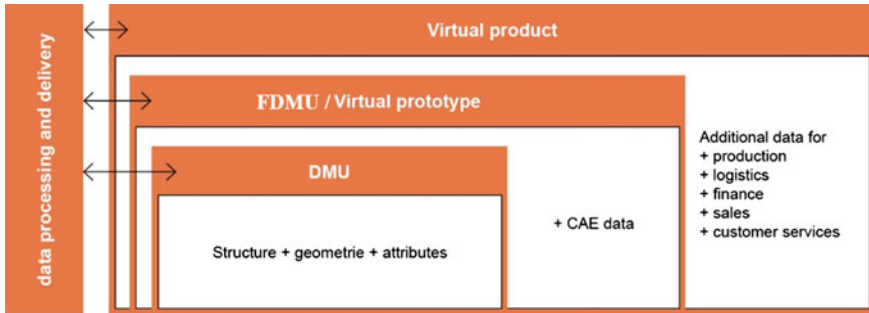 data processing and delivery
Virtual product
FDMU / Virtual prototype
DMU
Structure + geometrie + attributes
+ CAE data
Additional data for
+ production
+ logistics
+ finance
+ sales
+ customer services